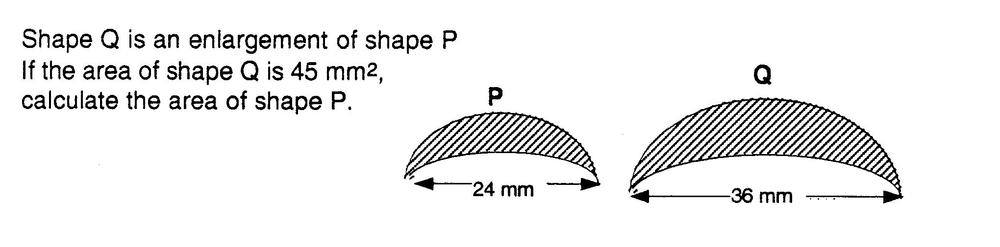 Shape Q is an enlargement of shape P
If the area of shape Q is 45 mm2,
calculate the area of shape P.
P
Q
24 mm
36 mm